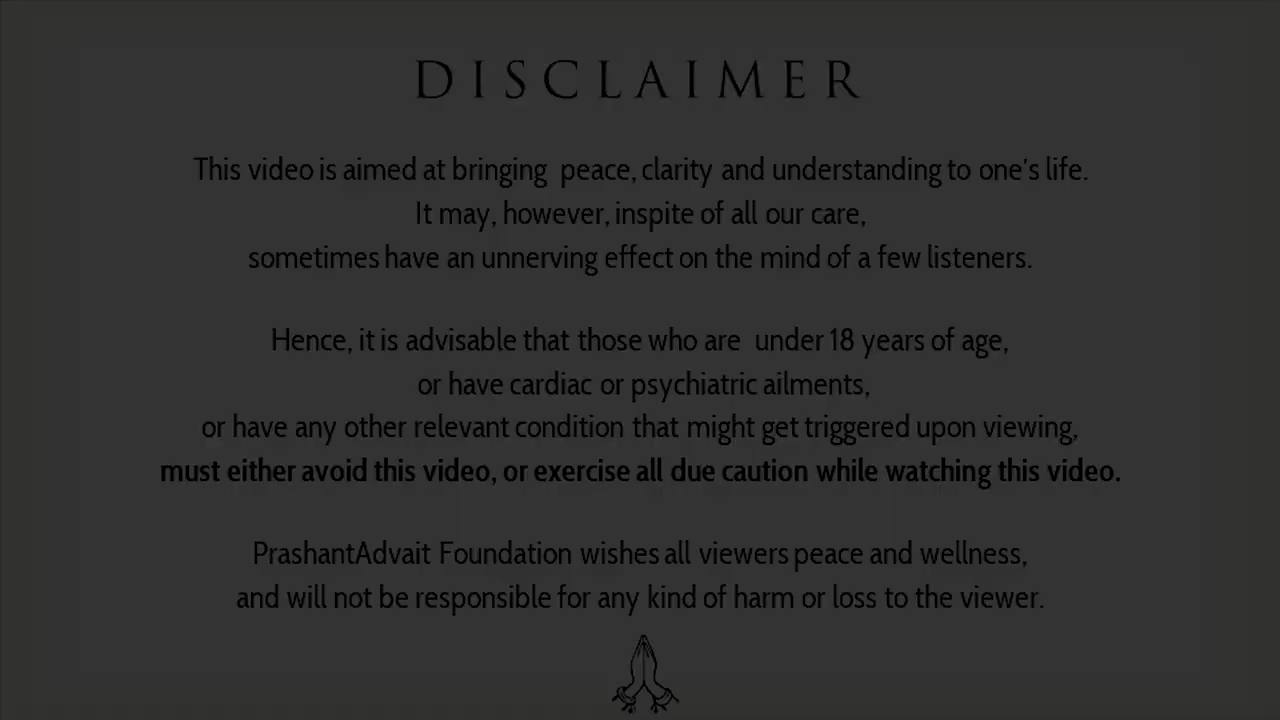 DISCLAIMER
This video is aimed at bringing peace, clarity and understanding to one's life.
It may, however, inspite of all our care,
sometimes have an unnerving effect on the mind of a few listeners.
Hence, it is advisable that those who are under 18 years of age,
or have cardiac or psychiatric ailments,
or have any other relevant condition that might get triggered upon viewing,
must either avoid this video, or exercise all due caution while watching this video.
PrashantAdvait Foundation wishes all viewers peace and wellness,
and will not be responsible for any kind of harm or loss to the viewer.